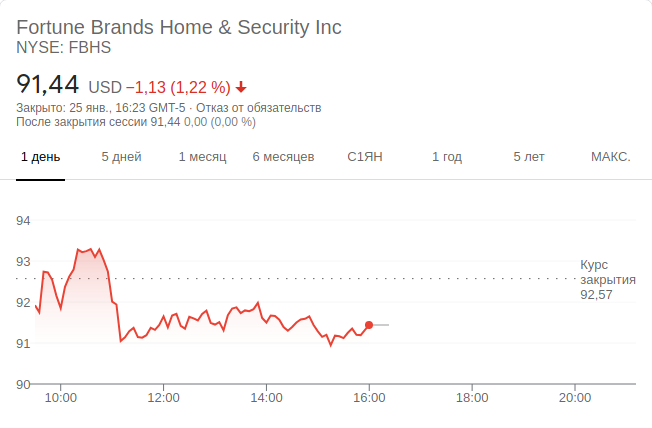 Fortune Brands Home & Security Inc
NYSE: FBHS
91,44 USD −1,13 (1,22 %)
Закрыто: 25 янв., 16:23 GMT-5 · Отказ от обязательств
После закрытия сессии 91,44 0,00 (0,00 %)
1 день 5 дней 1 месяц 6 месяцев С1ЯН 1 год 5 лет МАКС.
94
93
92
91
90
Курс
закрытия
92,57
10:00 12:00 14:00 16:00 18:00 20:00